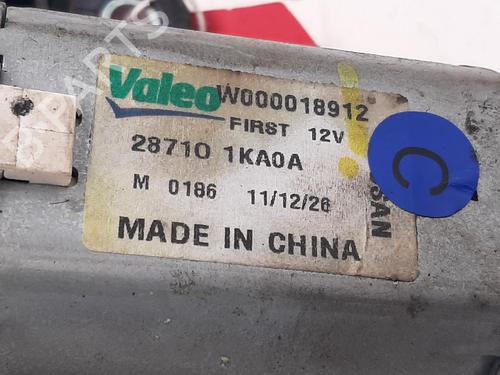 Valeo W000018912
FIRST 12V
28710 1KA0A
M 0186 11/12/26
MADE IN CHINA
C